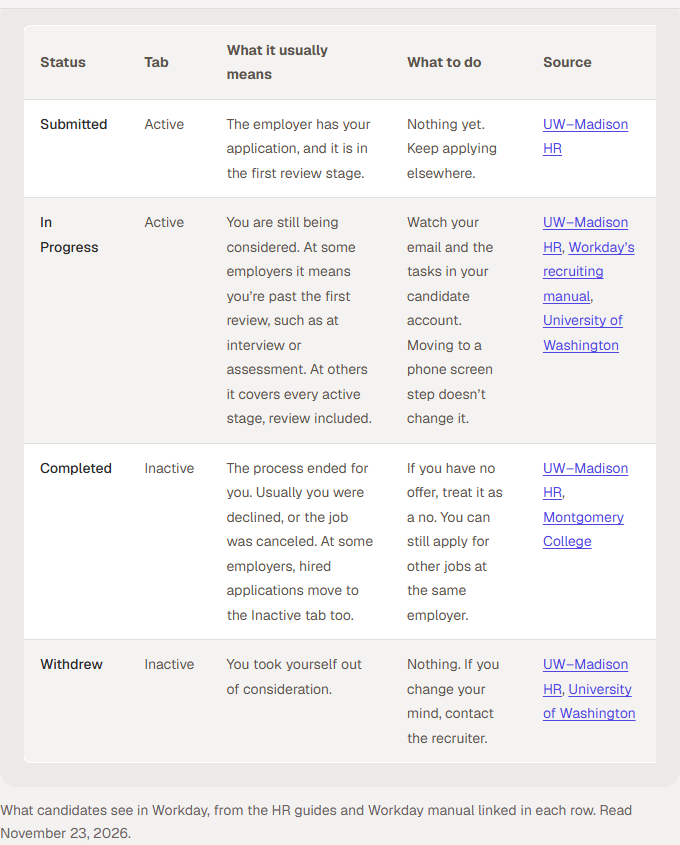 Status
Tab
What it usually
means
What to do
Source
Submitted
Active
The employer has your
application, and it is in
the first review stage.
Nothing yet.
Keep applying
elsewhere.
UW–Madison
HR
In
Progress
Active
You are still being
considered. At some
employers it means
you’re past the first
review, such as at
interview or
assessment. At others
it covers every active
stage, review included.
Watch your
email and the
tasks in your
candidate
account.
Moving to a
phone screen
step doesn’t
change it.
UW–Madison
HR, Workday’s
recruiting
manual,
University of
Washington
Completed
Inactive
The process ended for
you. Usually you were
declined, or the job
was canceled. At some
employers, hired
applications move to
the Inactive tab too.
If you have no
offer, treat it as
a no. You can
still apply for
other jobs at
the same
employer.
UW–Madison
HR,
Montgomery
College
Withdrew
Inactive
You took yourself out
of consideration.
Nothing. If you
change your
mind, contact
the recruiter.
UW–Madison
HR, University
of Washington
What candidates see in Workday, from the HR guides and Workday manual linked in each row. Read
November 23, 2026.